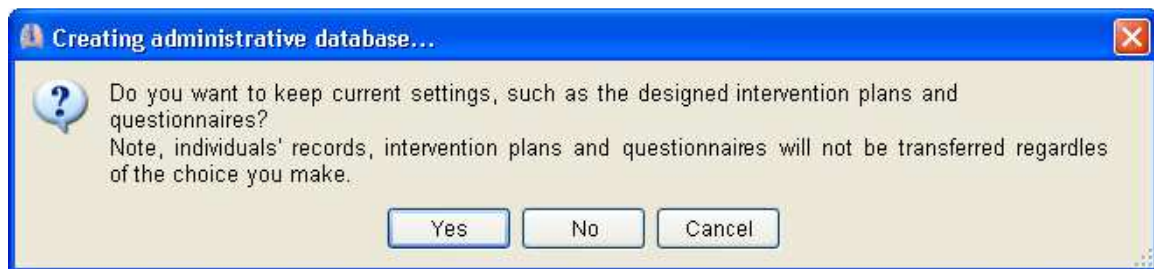 Creating administrative database...
Do you want to keep current settings, such as the designed intervention plans and
questionnaires?
Note, individuals' records, intervention plans and questionnaires will not be transferred regardles
of the choice you make.
Yes No Cancel